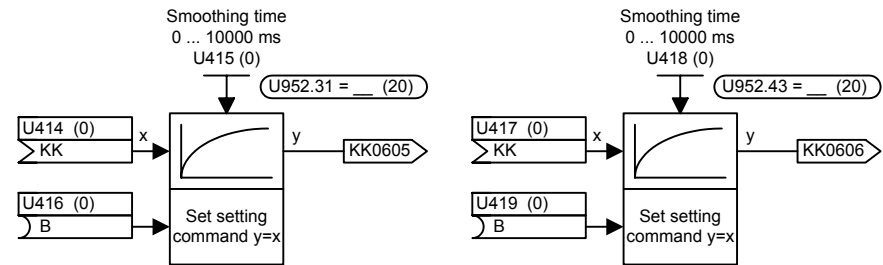 Smoothing time
0 ... 10000 ms
U415 (0)
U952.31 = __ (20)
U414 (0)
KK
x
y
KK0605
U416 (0)
B
Set setting
command y=x
Smoothing time
0 ... 10000 ms
U418 (0)
U952.43 = __ (20)
U417 (0)
KK
x
y
KK0606
U419 (0)
B
Set setting
command y=x